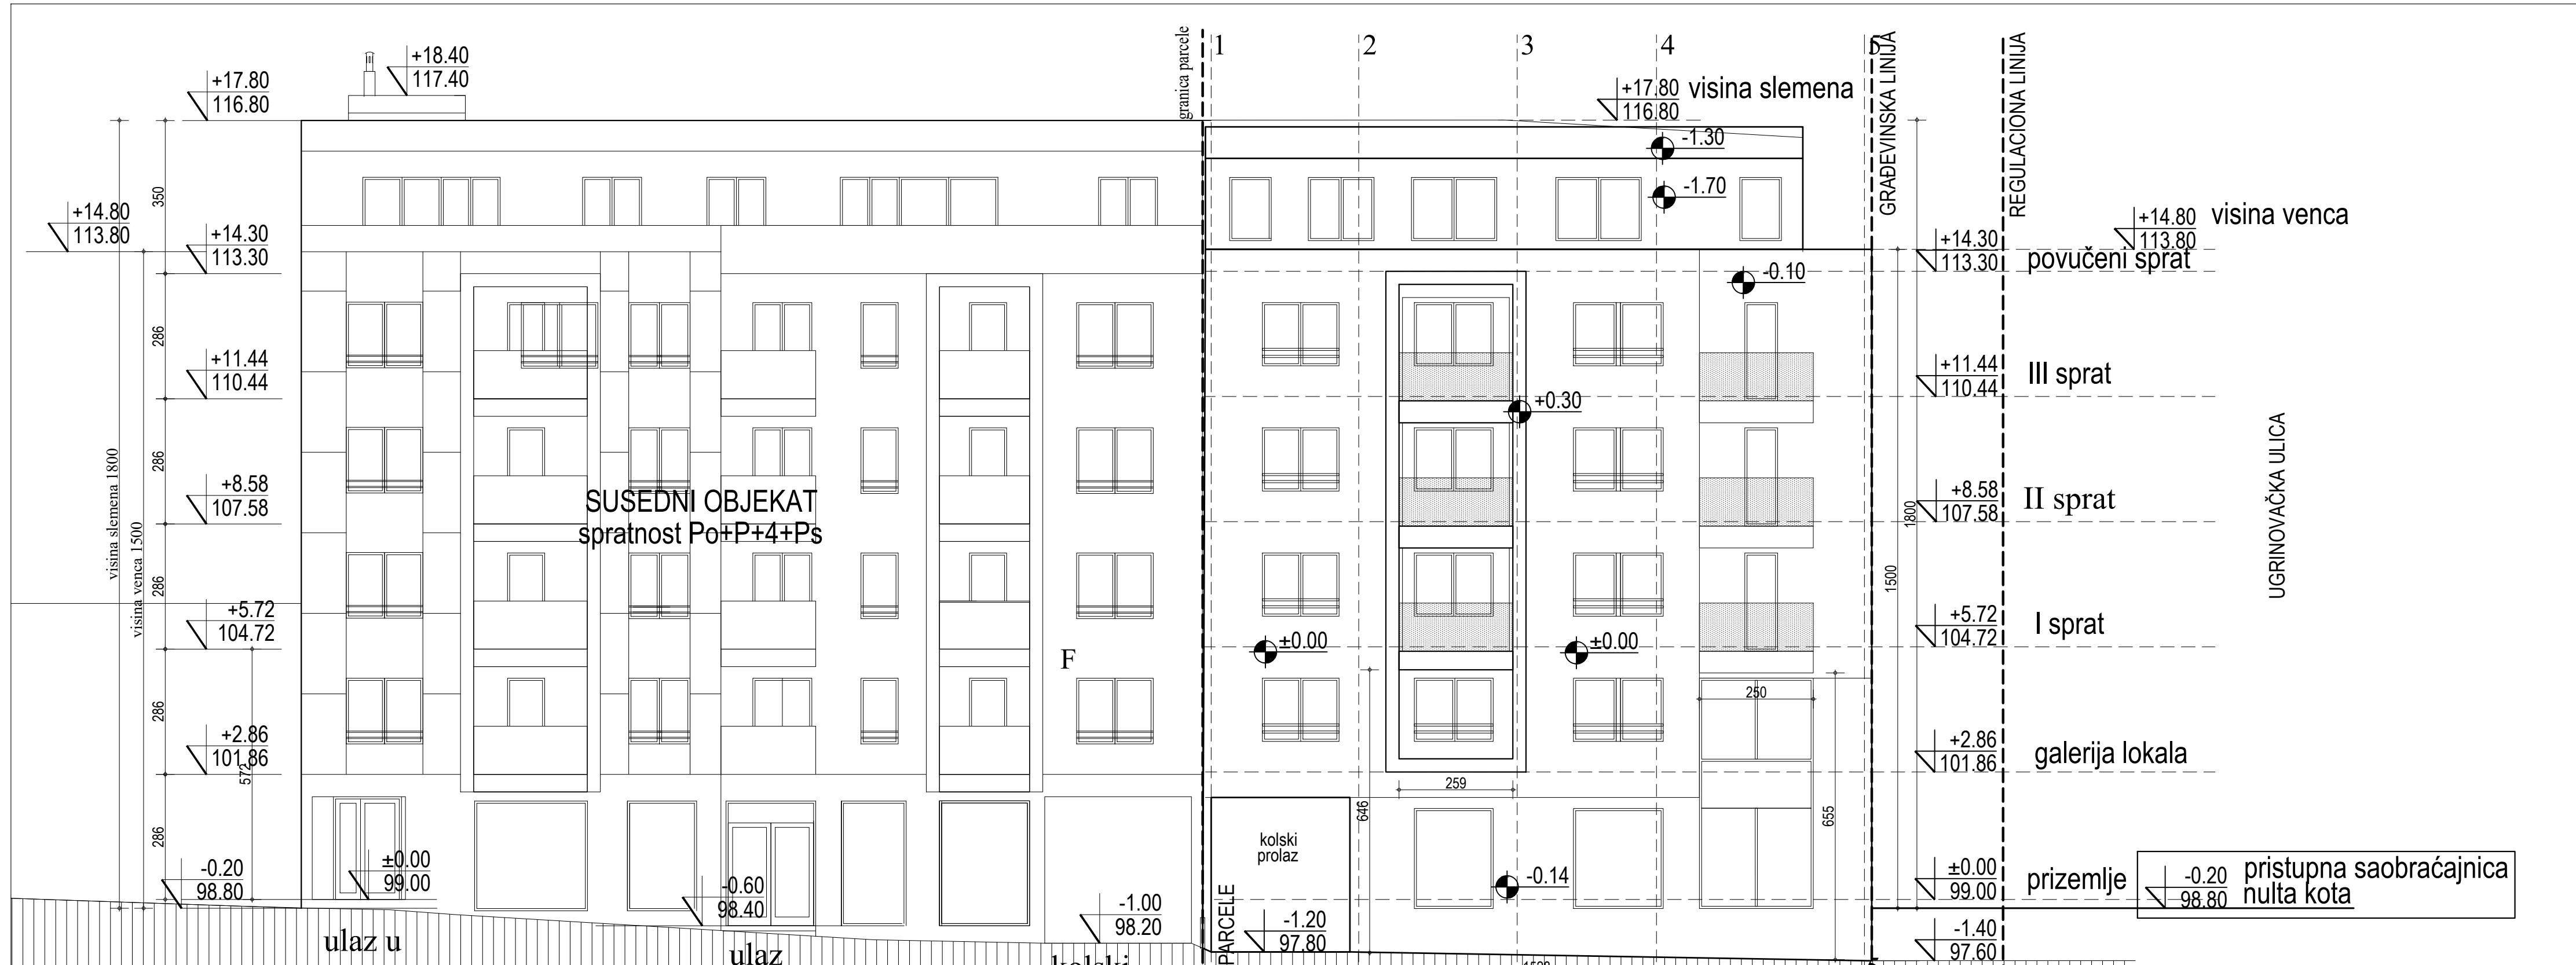 granica parcele
1
2
3
4
5
GRAĐEVINSKA LINIJA
REGULACIONA LINIJA
+18.40
117.40
+17.80
116.80
+17.80
116.80
visina slemena
-1.30
-1.70
350
+14.80
113.80
+14.30
113.30
+14.80
113.80
visina venca
+14.30
113.30
povučeni sprat
-0.10
286
+11.44
110.44
+0.30
+11.44
110.44
III sprat
visina slemena 1800
visina venca 1500
286
+8.58
107.58
SUSEDNI OBJEKAT
spratnost Po+P+4+Ps
1800
1500
+8.58
107.58
II sprat
UGRINOVAČKA ULICA
286
+5.72
104.72
F
±0.00
±0.00
+5.72
104.72
I sprat
286
250
+2.86
101.86
572
259
646
655
+2.86
101.86
galerija lokala
286
kolski
prolaz
-0.20
98.80
±0.00
99.00
-0.60
98.40
-1.00
98.20
PARCELE
-1.20
97.80
-0.14
±0.00
99.00
prizemlje
-0.20
98.80
pristupna saobraćajnica
nulta kota
-1.40
97.60
ulaz u
ulaz
kolski